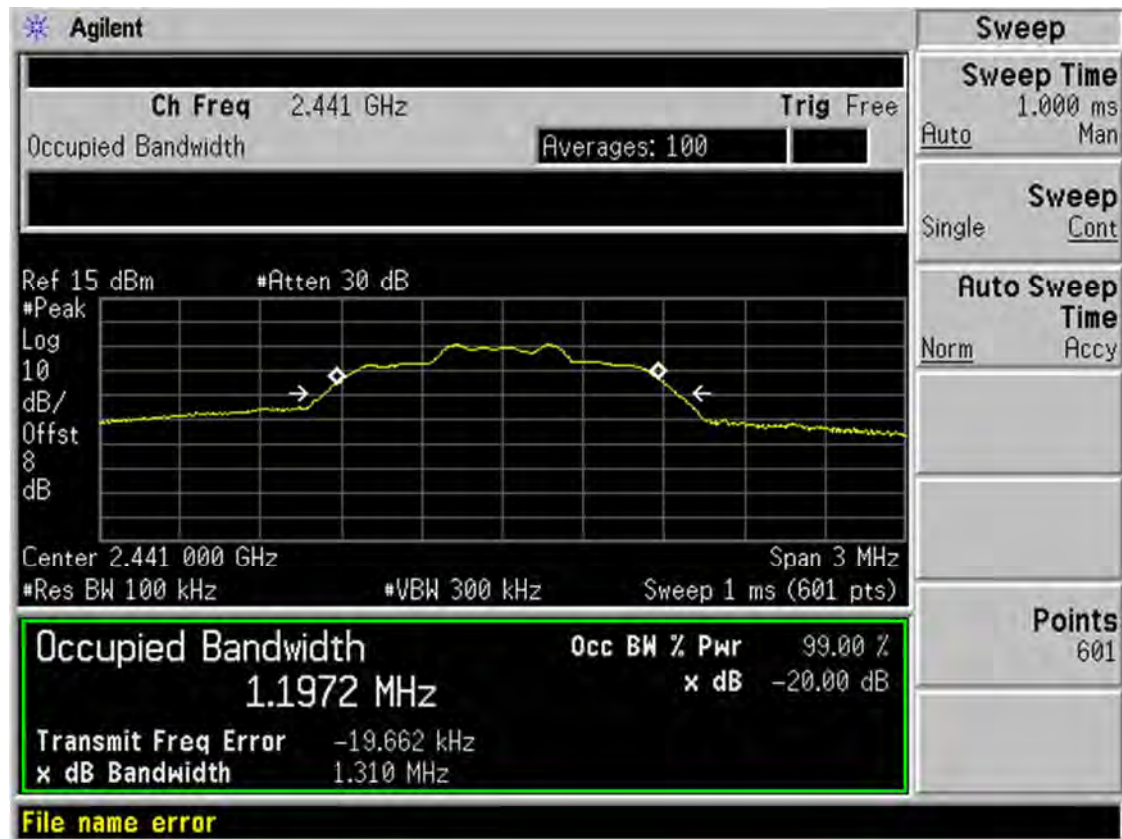 Agilent
Sweep
Ch Freq 2.441 GHz Trig Free
Occupied Bandwidth Averages: 100
Ref 15 dBm #Atten 30 dB
#Peak
Log
10
dB/
Offst
8
dB
Center 2.441 000 GHz Span 3 MHz
#Res BW 100 kHz #VBW 300 kHz Sweep 1 ms (601 pts)
Occupied Bandwidth Occ BW % Pwr 99.00 %
1.1972 MHz x dB -20.00 dB
Transmit Freq Error -19.662 kHz
x dB Bandwidth 1.310 MHz
File name error
Sweep Time
1.000 ms
Auto Man
Sweep
Single Cont
Auto Sweep
Time
Norm Accy
Points
601